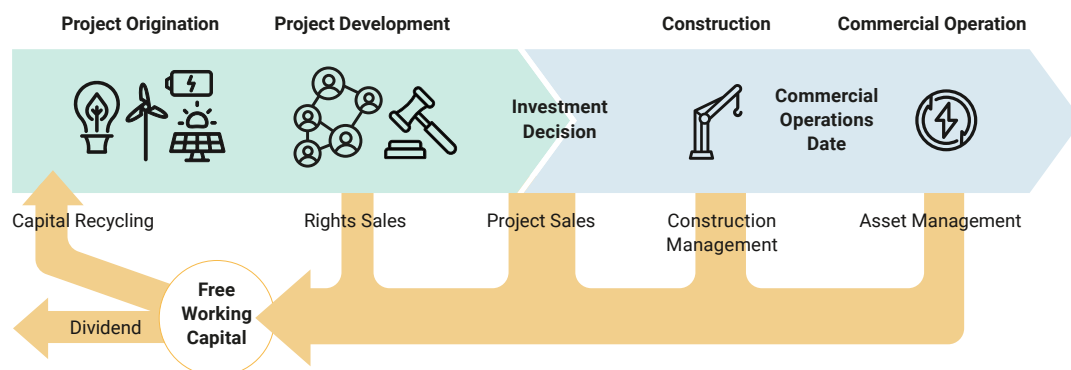 Project Origination
Project Development
Construction
Commercial Operation
Investment
Decision
Commercial
Operations
Date
Capital Recycling
Rights Sales
Project Sales
Construction
Management
Asset Management
Free
Working
Capital
Dividend